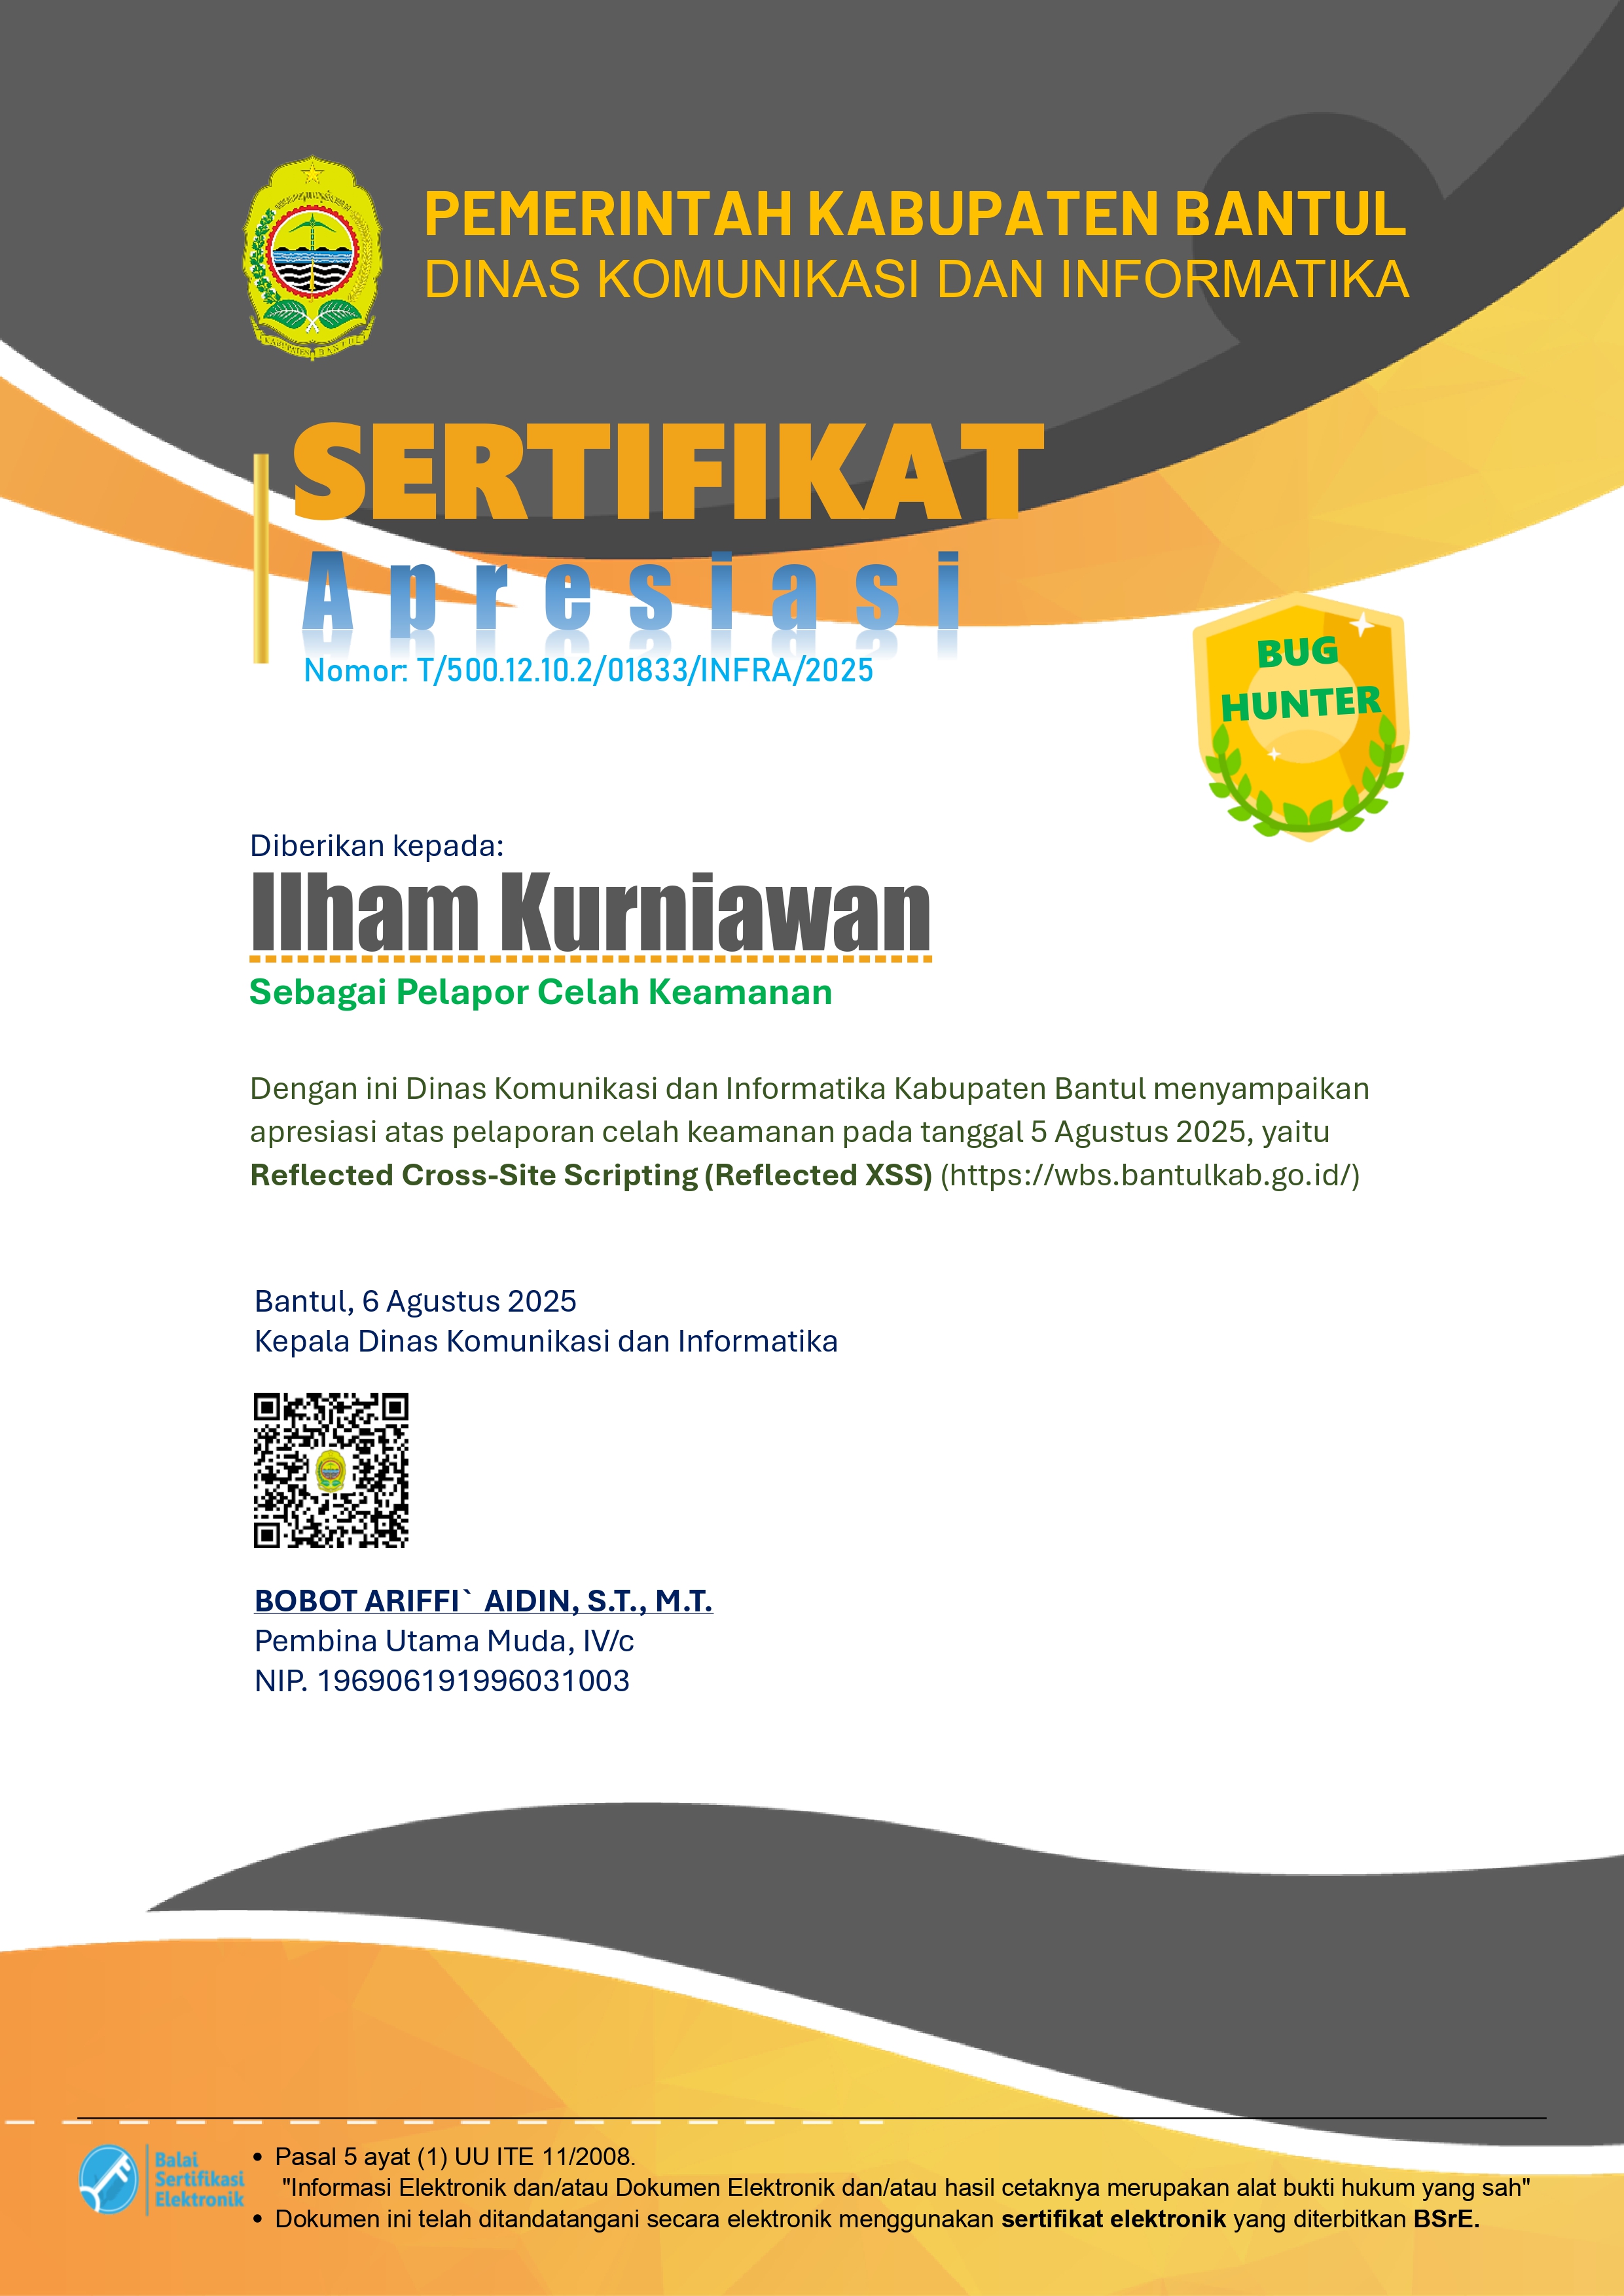 PEMERINTAH KABUPATEN BANTUL
DINAS KOMUNIKASI DAN INFORMATIKA
SERTIFIKAT
Apresiasi
Nomor: T/500.12.10.2/01833/INFRA/2025
BUG
HUNTER
Diberikan kepada:
Ilham Kurniawan
Sebagai Pelapor Celah Keamanan
Dengan ini Dinas Komunikasi dan Informatika Kabupaten Bantul menyampaikan
apresiasi atas pelaporan celah keamanan pada tanggal 5 Agustus 2025, yaitu
Reflected Cross-Site Scripting (Reflected XSS) (https://wbs.bantulkab.go.id/)
Bantul, 6 Agustus 2025
Kepala Dinas Komunikasi dan Informatika
BOBOT ARIFFI` AIDIN, S.T., M.T.
Pembina Utama Muda, IV/c
NIP. 196906191996031003
Balai
Sertifikasi
Elektronik
• Pasal 5 ayat (1) UU ITE 11/2008.
"Informasi Elektronik dan/atau Dokumen Elektronik dan/atau hasil cetaknya merupakan alat bukti hukum yang sah"
• Dokumen ini telah ditandatangani secara elektronik menggunakan sertifikat elektronik yang diterbitkan BSrE.